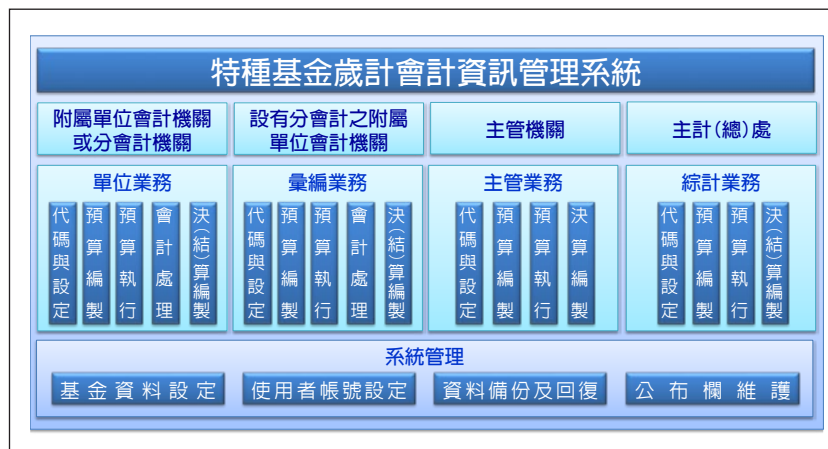 特種基金歲計會計資訊管理系統
附屬單位會計機關
或分會計機關
設有分會計之附屬
單位會計機關
主管機關
主計(總)處
單位業務
代碼與設定
預算編製
預算執行
會計處理
決(結)算編製
彙編業務
代碼與設定
預算編製
預算執行
會計處理
決(結)算編製
主管業務
代碼與設定
預算編製
預算執行
決算編製
綜計業務
代碼與設定
預算編製
預算執行
決(結)算編製
系統管理
基金資料設定
使用者帳號設定
資料備份及回復
公布欄維護